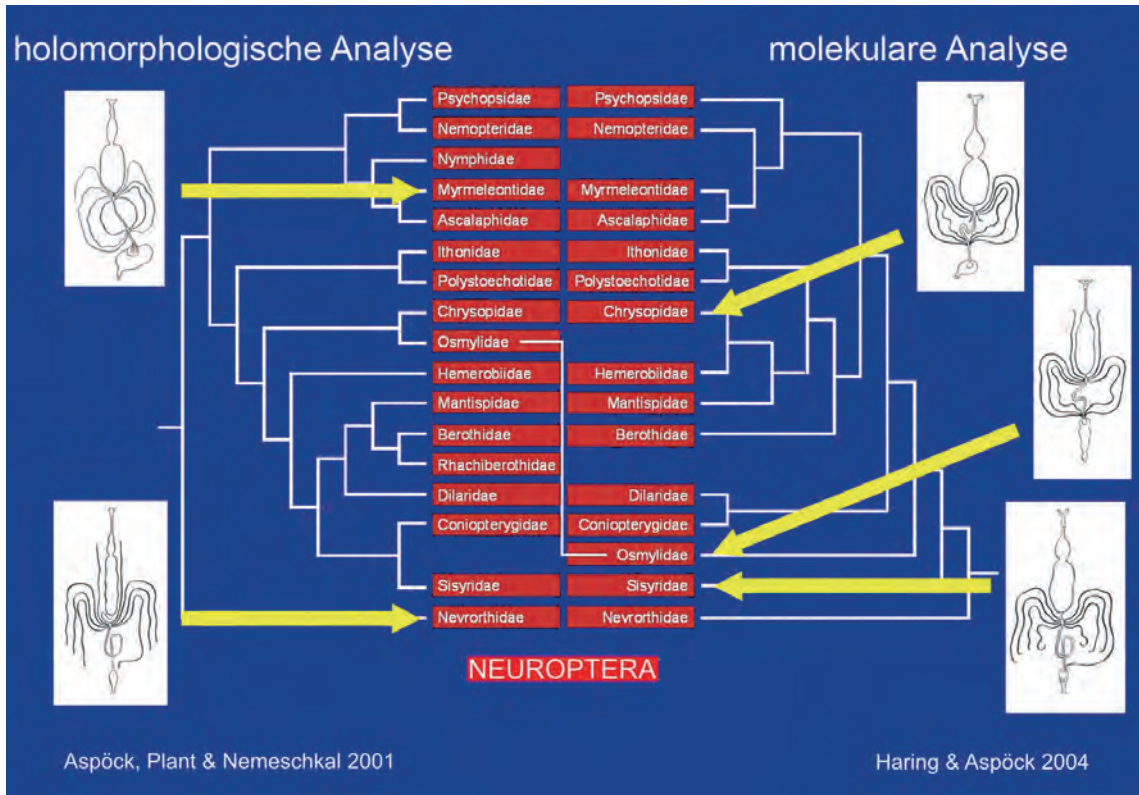 holomorphologische Analyse
molekulare Analyse
Psychopsidae Psychopsidae
Nemopteridae Nemopteridae
Nymphidae
Myrmeleontidae Myrmeleontidae
Ascalaphidae Ascalaphidae
Ithonidae Ithonidae
Polystoechotidae Polystoechotidae
Chrysopidae Chrysopidae
Osmylidae
Hemerobiidae Hemerobiidae
Mantispidae Mantispidae
Berothidae Berothidae
Rhachiberothidae
Dilaridae Dilaridae
Coniopterygidae Coniopterygidae
Osmylidae
Sisyridae Sisyridae
Nevrorthidae Nevrorthidae
NEUROPTERA
Aspöck, Plant & Nemeschkal 2001
Haring & Aspöck 2004